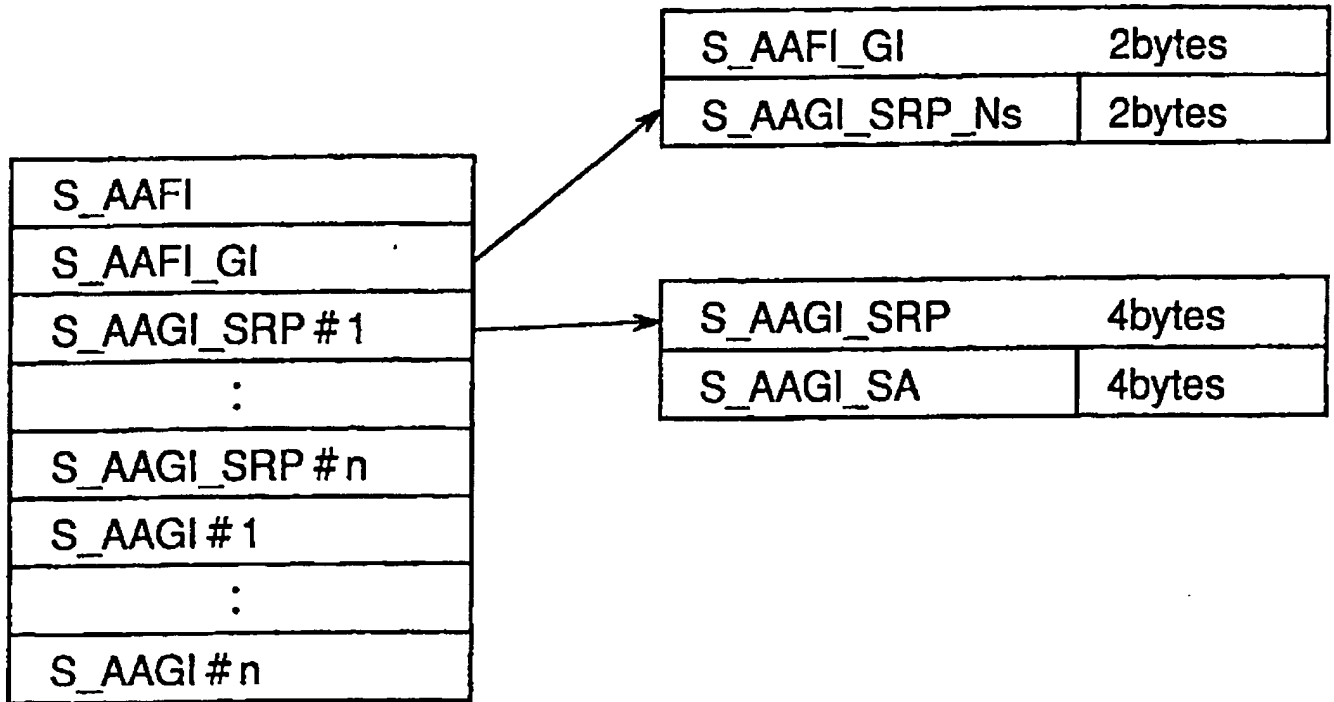 S_AAFI
S_AAFI_GI
S_AAGI_SRP#1
:
S_AAGI_SRP#n
S_AAGI#1
:
S_AAGI#n
S_AAFI_GI 2bytes
S_AAGI_SRP_Ns 2bytes
S_AAGI_SRP 4bytes
S_AAGI_SA 4bytes